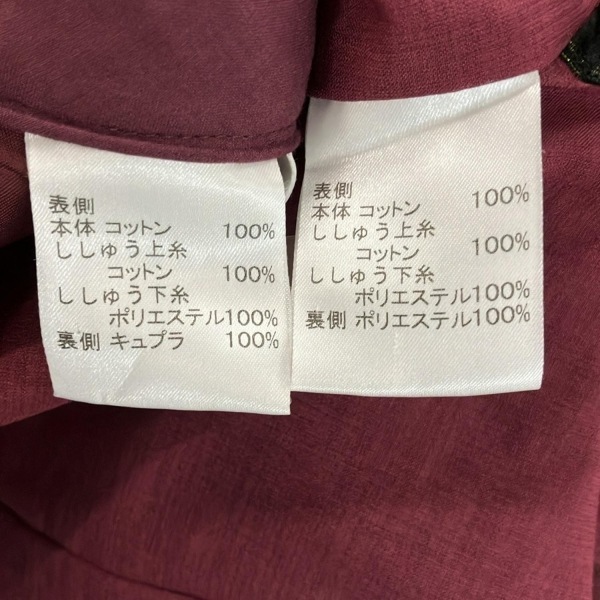 表側
本体 コットン 100%
ししゅう上糸
コットン 100%
ししゅう下糸
ポリエステル100%
裏側 キュプラ 100%
表側
本体 コットン 100%
ししゅう上糸
コットン 100%
ししゅう下糸
ポリエステル100%
裏側 ポリエステル100%